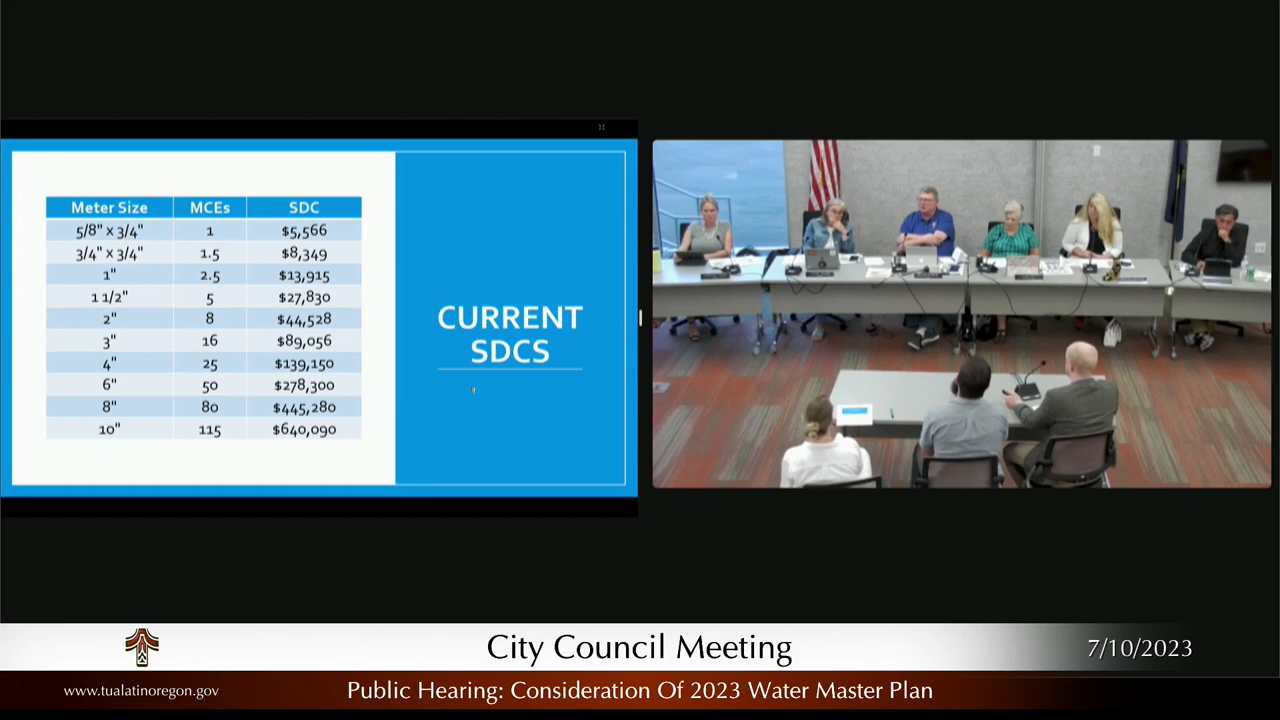 Meter Size MCEs SDC
5/8" x 3/4" 1 $5,566
3/4" x 3/4" 1.5 $8,349
1" 2.5 $13,915
1 1/2" 5 $27,830
2" 8 $44,528
3" 16 $89,056
4" 25 $139,150
6" 50 $278,300
8" 80 $445,280
10" 115 $640,090
CURRENT
SDCS
City Council Meeting
7/10/2023
www.tualatinoregon.gov
Public Hearing: Consideration Of 2023 Water Master Plan